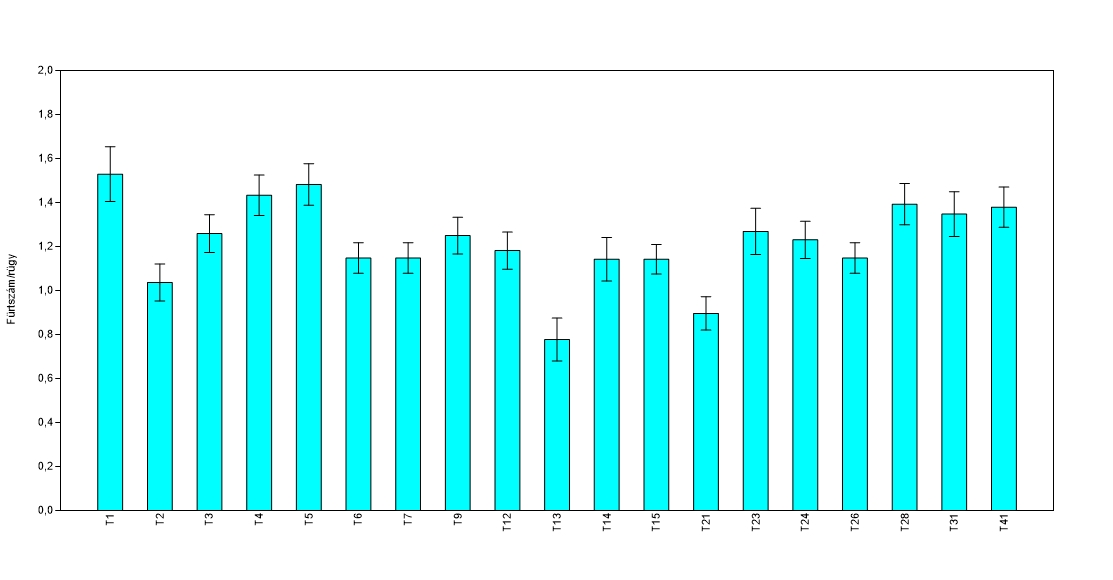 2,0
1,8
1,6
1,4
1,2
1,0
0,8
0,6
0,4
0,2
0,0
Fürtszám/rügy
T1
T2
T3
T4
T5
T6
T7
T9
T12
T13
T14
T15
T21
T23
T24
T26
T28
T31
T41